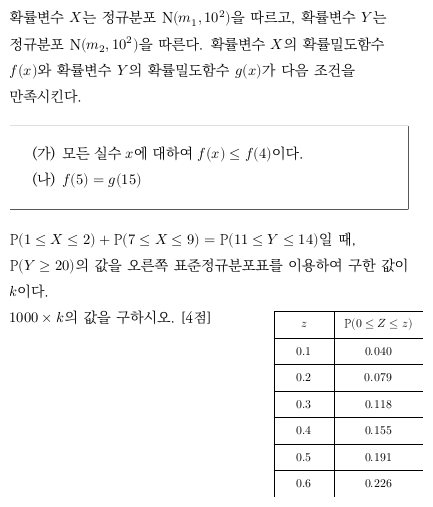 확률변수 X는 정규분포 N(m₁, 10²)을 따르고, 확률변수 Y는
정규분포 N(m₂, 10²)을 따른다. 확률변수 X의 확률밀도함수
f(x)와 확률변수 Y의 확률밀도함수 g(x)가 다음 조건을
만족시킨다.
(가) 모든 실수 x에 대하여 f(x) ≤ f(4)이다.
(나) f(5) = g(15)
P(1 ≤ X ≤ 2) + P(7 ≤ X ≤ 9) = P(11 ≤ Y ≤ 14)일 때,
P(Y ≥ 20)의 값을 오른쪽 표준정규분포표를 이용하여 구한 값이
k이다.
1000 × k의 값을 구하시오. [4점]
z P(0 ≤ Z ≤ z)
0.1 0.040
0.2 0.079
0.3 0.118
0.4 0.155
0.5 0.191
0.6 0.226